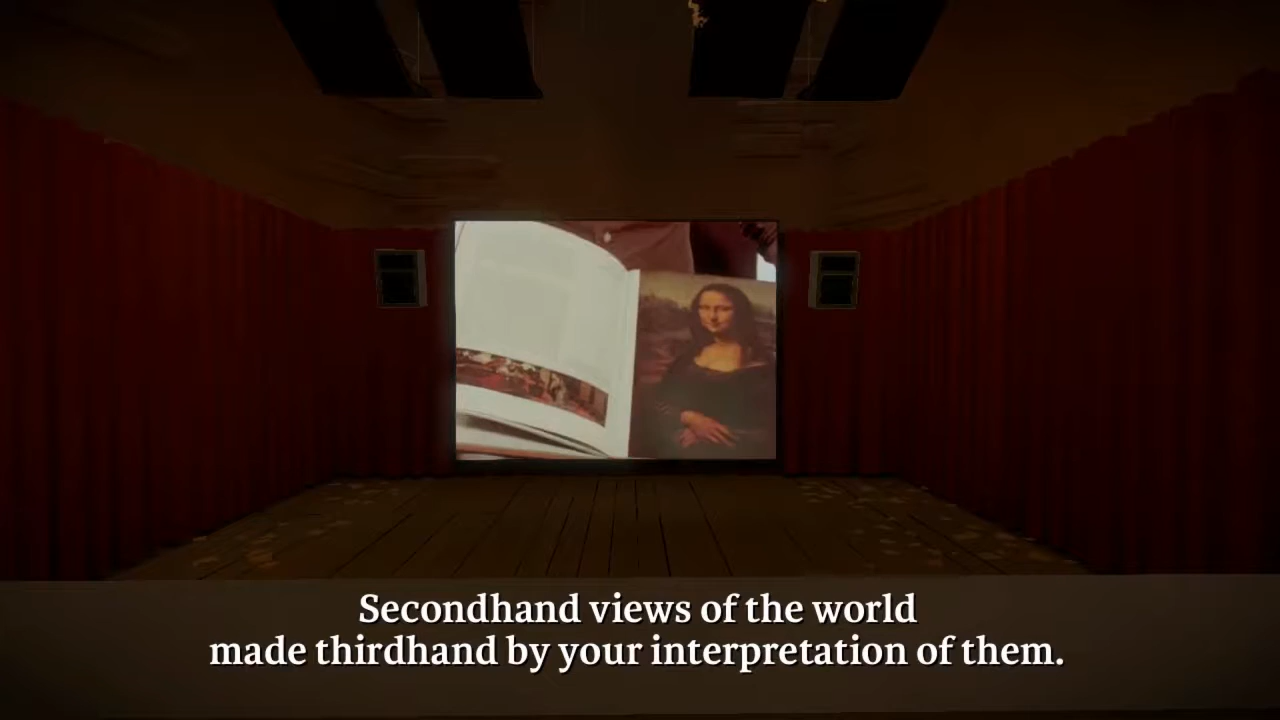 Secondhand views of the world
made thirdhand by your interpretation of them.